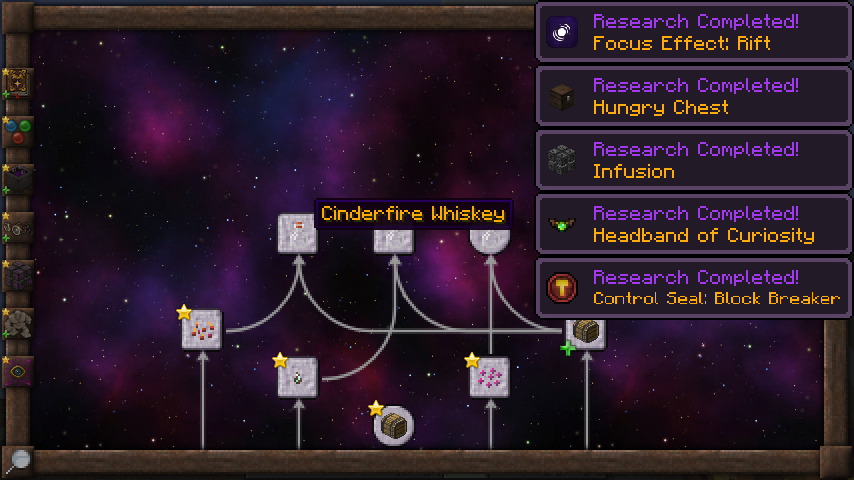 Research Completed!
Focus Effect: Rift
Research Completed!
Hungry Chest
Research Completed!
Infusion
Research Completed!
Headband of Curiosity
Research Completed!
Control Seal: Block Breaker
Cinderfire Whiskey